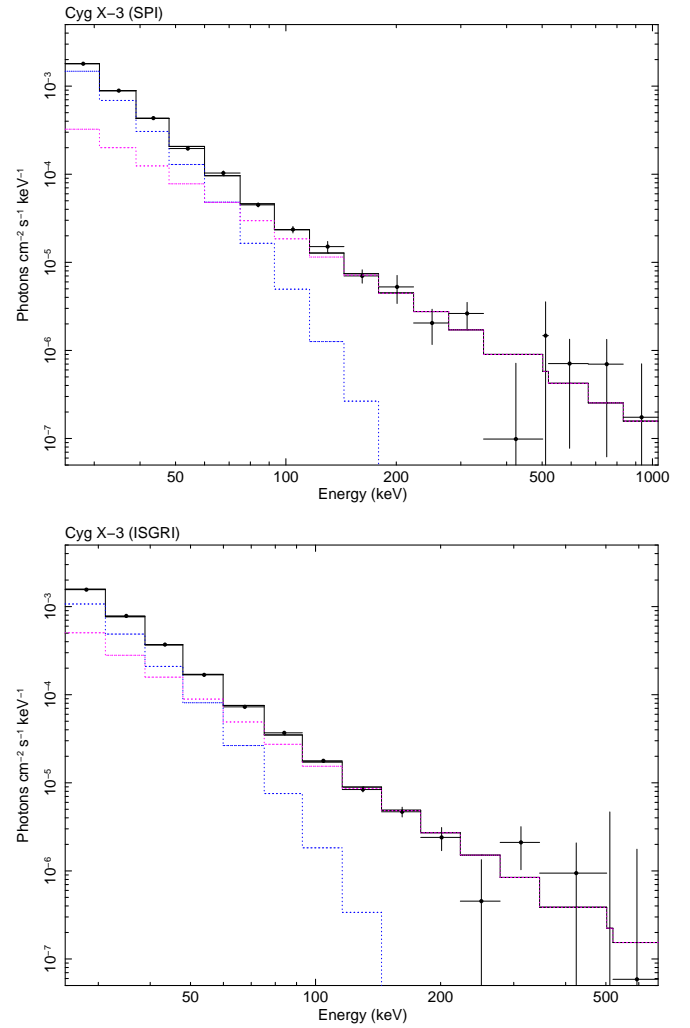 Cyg X−3 (SPI)
10⁻³
10⁻⁴
10⁻⁵
10⁻⁶
10⁻⁷
Photons cm⁻² s⁻¹ keV⁻¹
50 100 200 500 1000
Energy (keV)
Cyg X−3 (ISGRI)
10⁻³
10⁻⁴
10⁻⁵
10⁻⁶
10⁻⁷
Photons cm⁻² s⁻¹ keV⁻¹
50 100 200 500
Energy (keV)